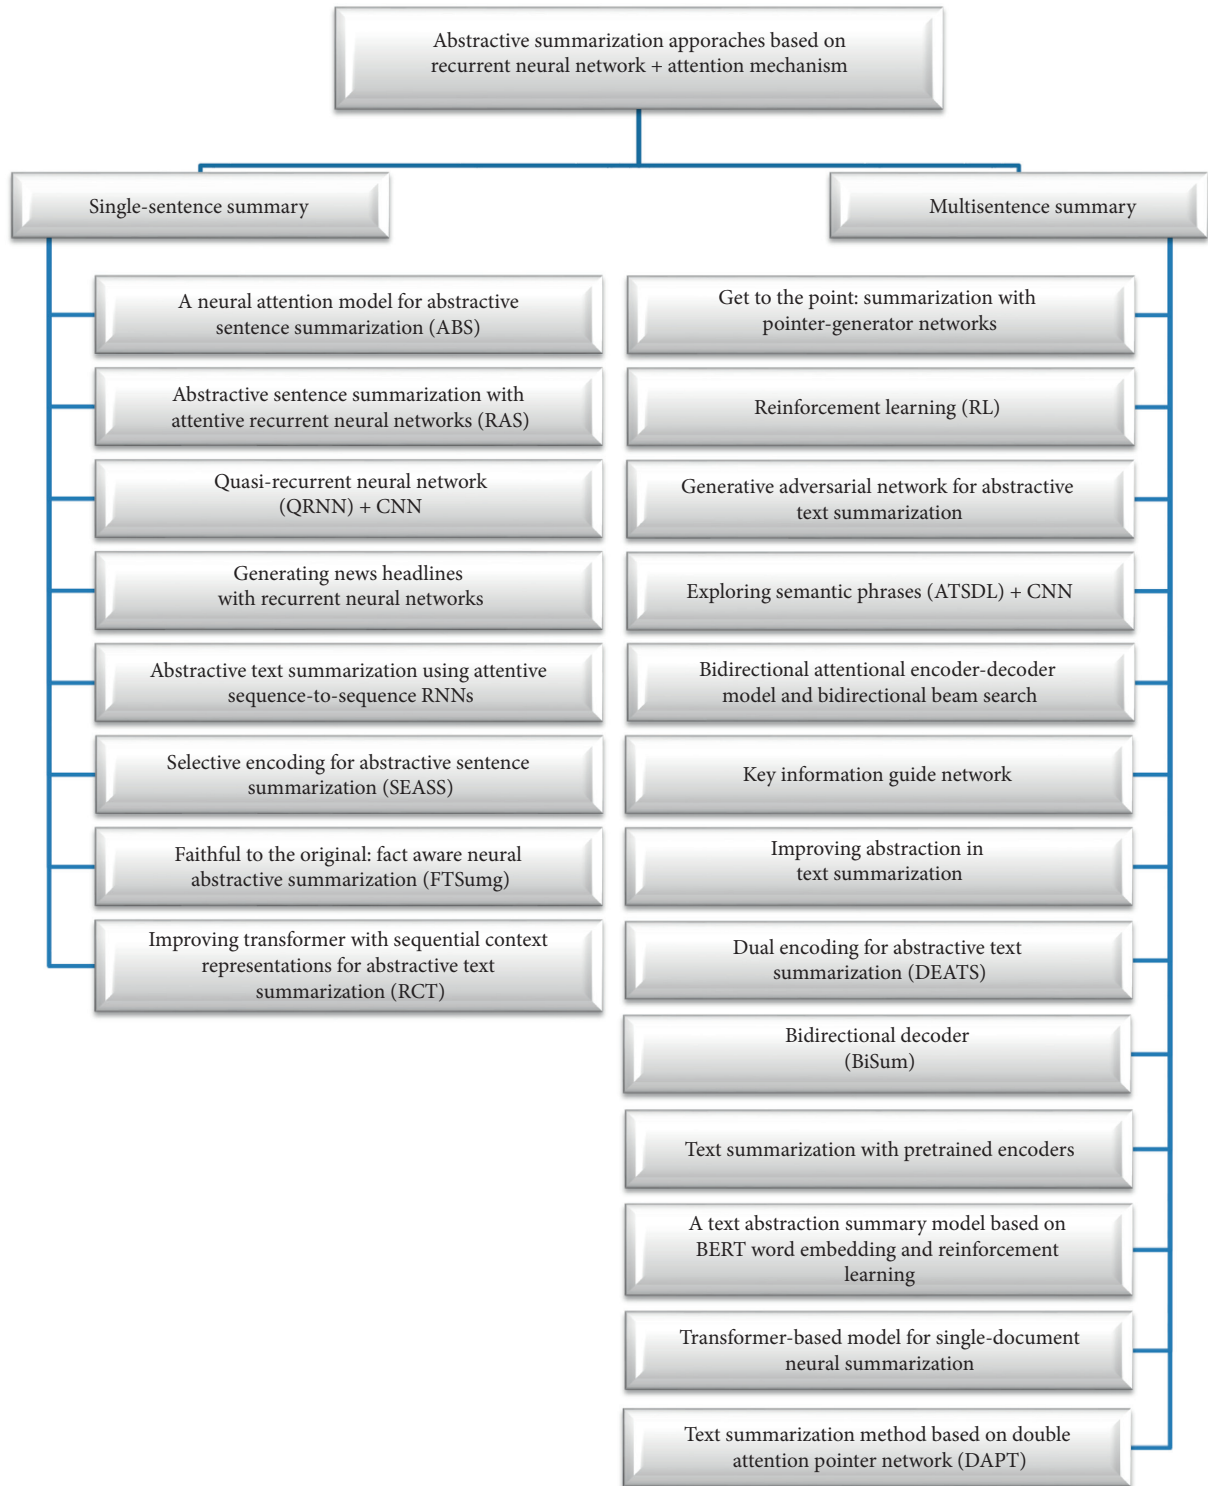 Abstractive summarization apporaches based on
recurrent neural network + attention mechanism
Single-sentence summary
Multisentence summary
A neural attention model for abstractive
sentence summarization (ABS)
Abstractive sentence summarization with
attentive recurrent neural networks (RAS)
Quasi-recurrent neural network
(QRNN) + CNN
Generating news headlines
with recurrent neural networks
Abstractive text summarization using attentive
sequence-to-sequence RNNs
Selective encoding for abstractive sentence
summarization (SEASS)
Faithful to the original: fact aware neural
abstractive summarization (FTSumg)
Improving transformer with sequential context
representations for abstractive text
summarization (RCT)
Get to the point: summarization with
pointer-generator networks
Reinforcement learning (RL)
Generative adversarial network for abstractive
text summarization
Exploring semantic phrases (ATSDL) + CNN
Bidirectional attentional encoder-decoder
model and bidirectional beam search
Key information guide network
Improving abstraction in
text summarization
Dual encoding for abstractive text
summarization (DEATS)
Bidirectional decoder
(BiSum)
Text summarization with pretrained encoders
A text abstraction summary model based on
BERT word embedding and reinforcement
learning
Transformer-based model for single-document
neural summarization
Text summarization method based on double
attention pointer network (DAPT)